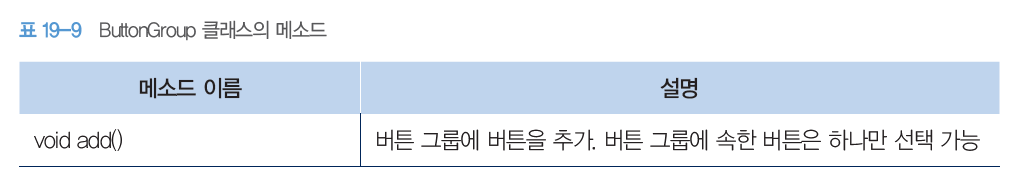 표 19-9 ButtonGroup 클래스의 메소드
메소드 이름 설명
void add() 버튼 그룹에 버튼을 추가. 버튼 그룹에 속한 버튼은 하나만 선택 가능